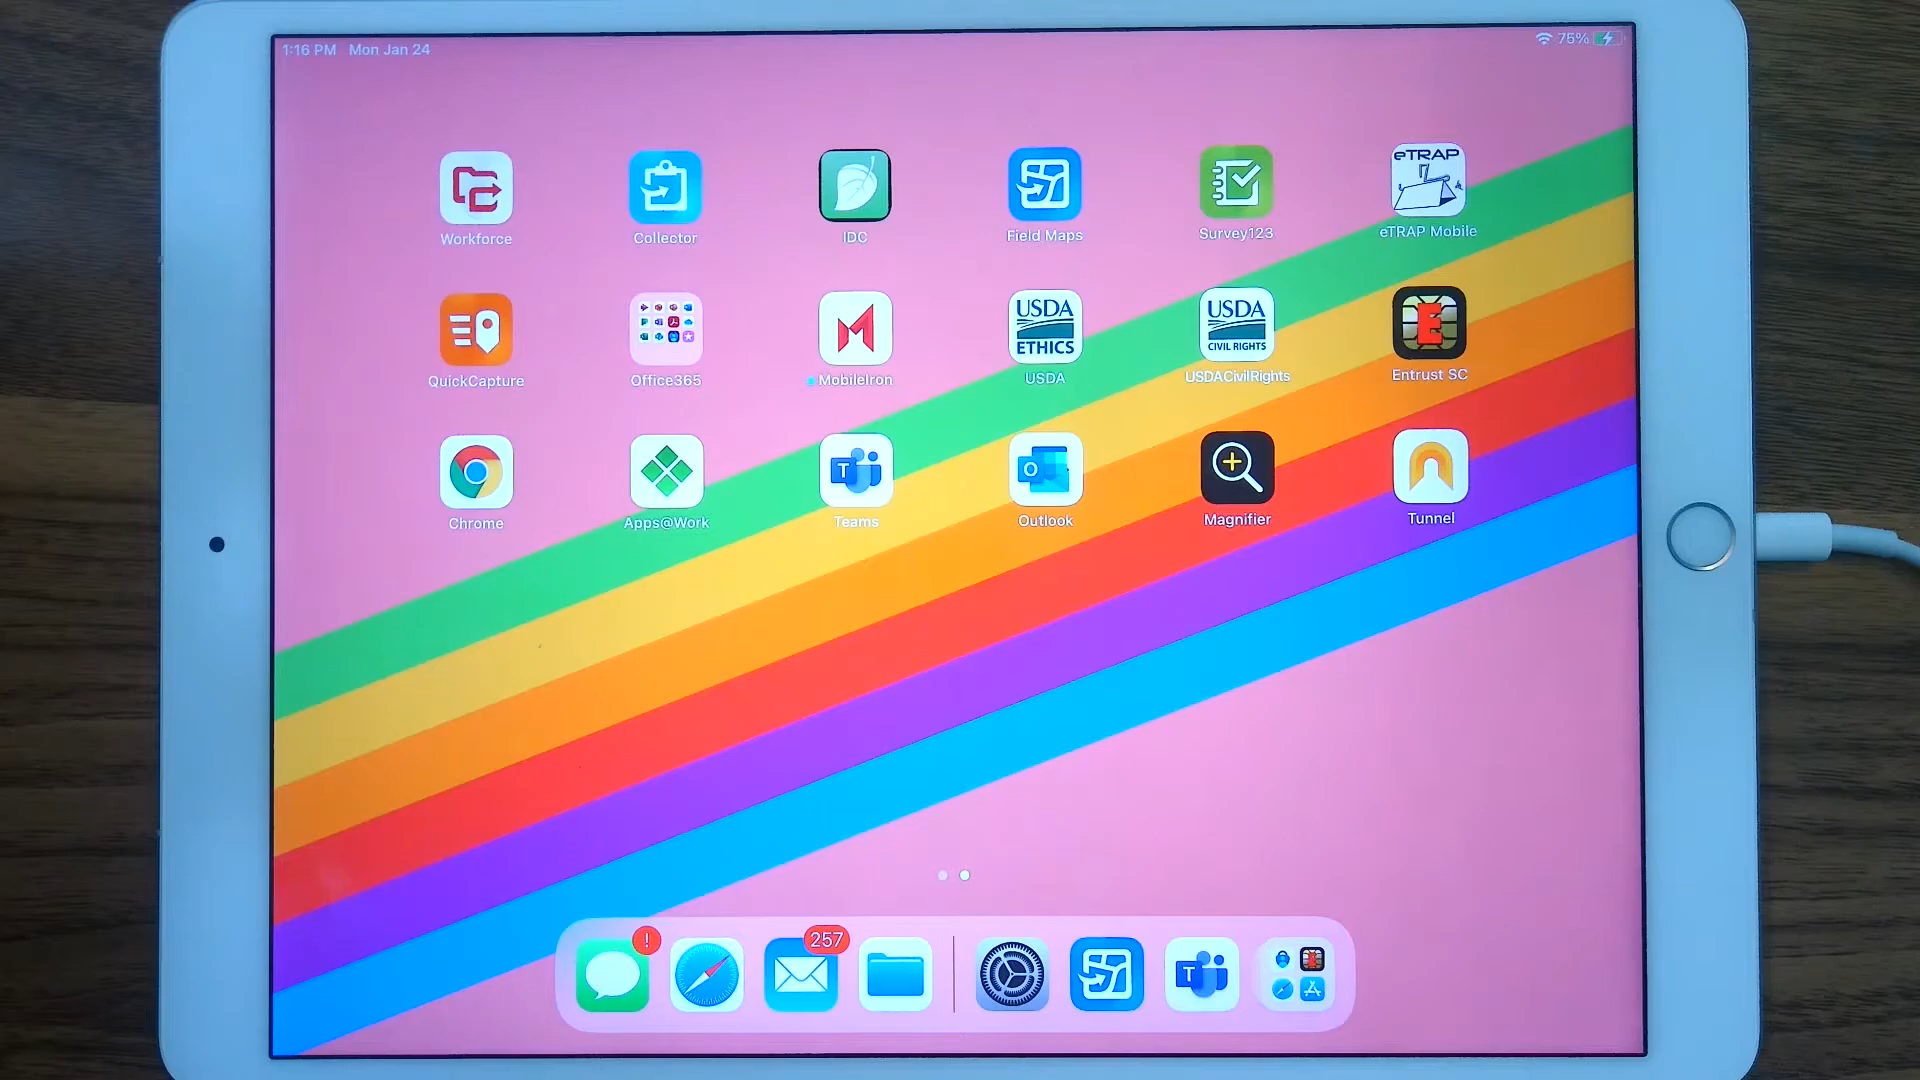 1:16 PM Mon Jan 24
75%
eTRAP
Workforce
Collector
IDC
Field Maps
Survey123
eTRAP Mobile
USDA
ETHICS
USDA
CIVIL RIGHTS
E
QuickCapture
Office365
MobileIron
USDA
USDACivilRights
Entrust SC
T
O
Chrome
Apps@Work
Teams
Outlook
Magnifier
Tunnel
!
257
T